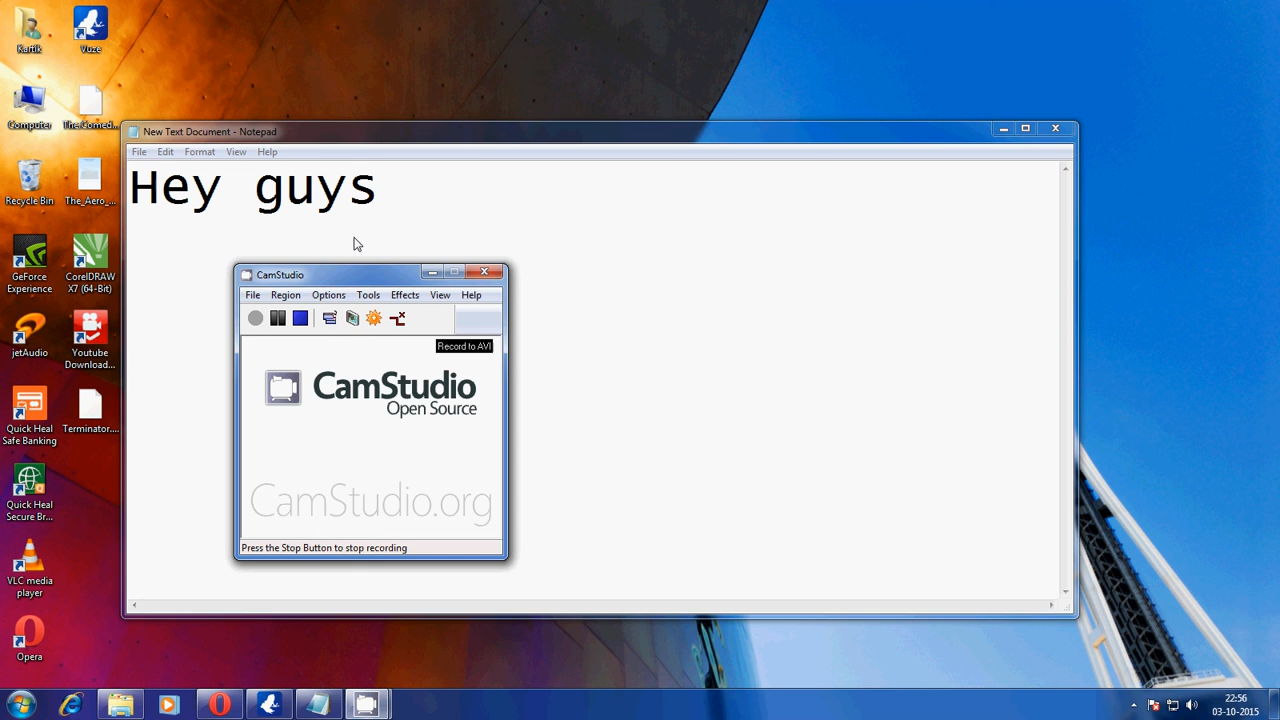 Kartik
Vuze
Computer
The.Comed...
Recycle Bin
The_Aero_...
GeForce
Experience
CorelDRAW
X7 (64-Bit)
jetAudio
Youtube
Download...
Quick Heal
Safe Banking
Terminator....
Quick Heal
Secure Br...
VLC media
player
Opera
New Text Document - Notepad
File Edit Format View Help
Hey guys
CamStudio
File Region Options Tools Effects View Help
Record to AVI
CamStudio
Open Source
CamStudio.org
Press the Stop Button to stop recording
22:56
03-10-2015